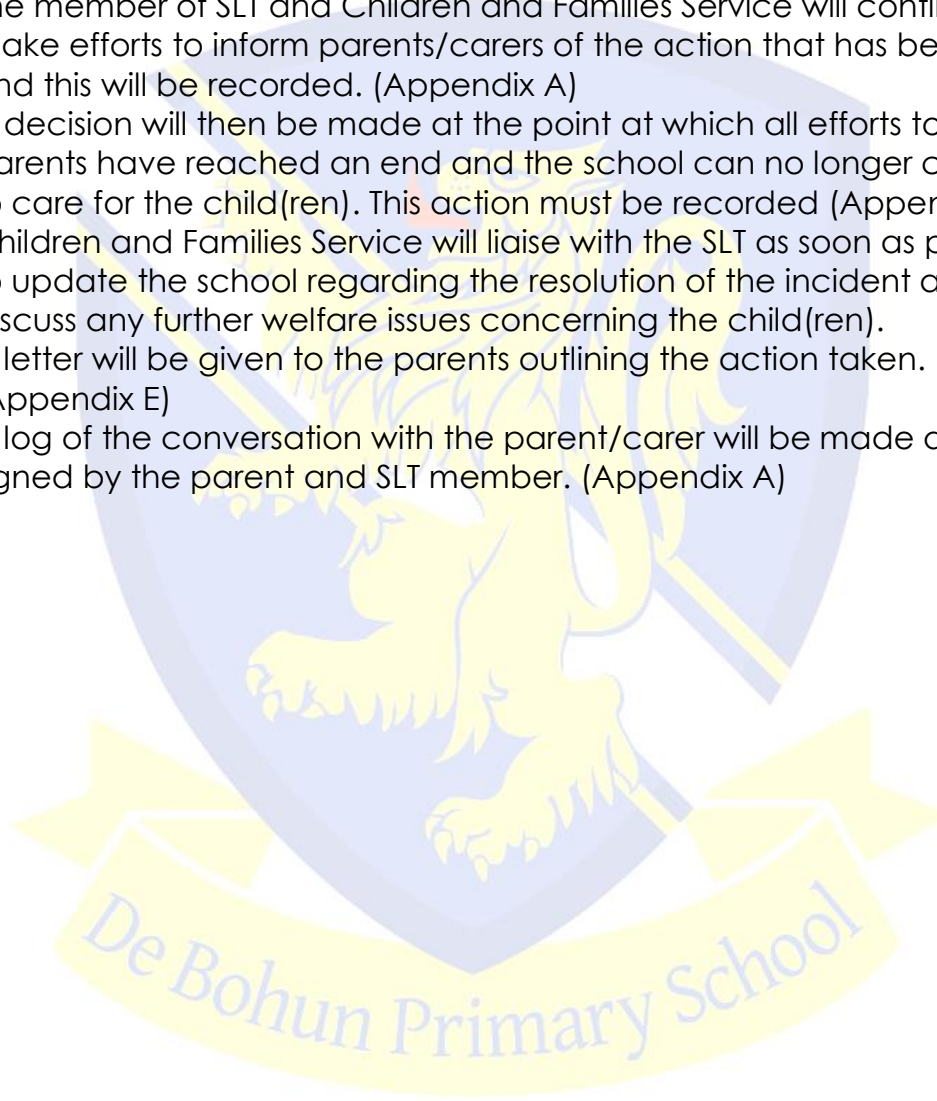 he member of SLT and Children and Families Service will conti
ake efforts to inform parents/carers of the action that has be
nd this will be recorded. (Appendix A)
decision will then be made at the point at which all efforts to
arents have reached an end and the school can no longer c
o care for the child(ren). This action must be recorded (Appen
hildren and Families Service will liaise with the SLT as soon as p
o update the school regarding the resolution of the incident a
iscuss any further welfare issues concerning the child(ren).
letter will be given to the parents outlining the action taken.
Appendix E)
log of the conversation with the parent/carer will be made a
igned by the parent and SLT member. (Appendix A)
De Bohun Primary School